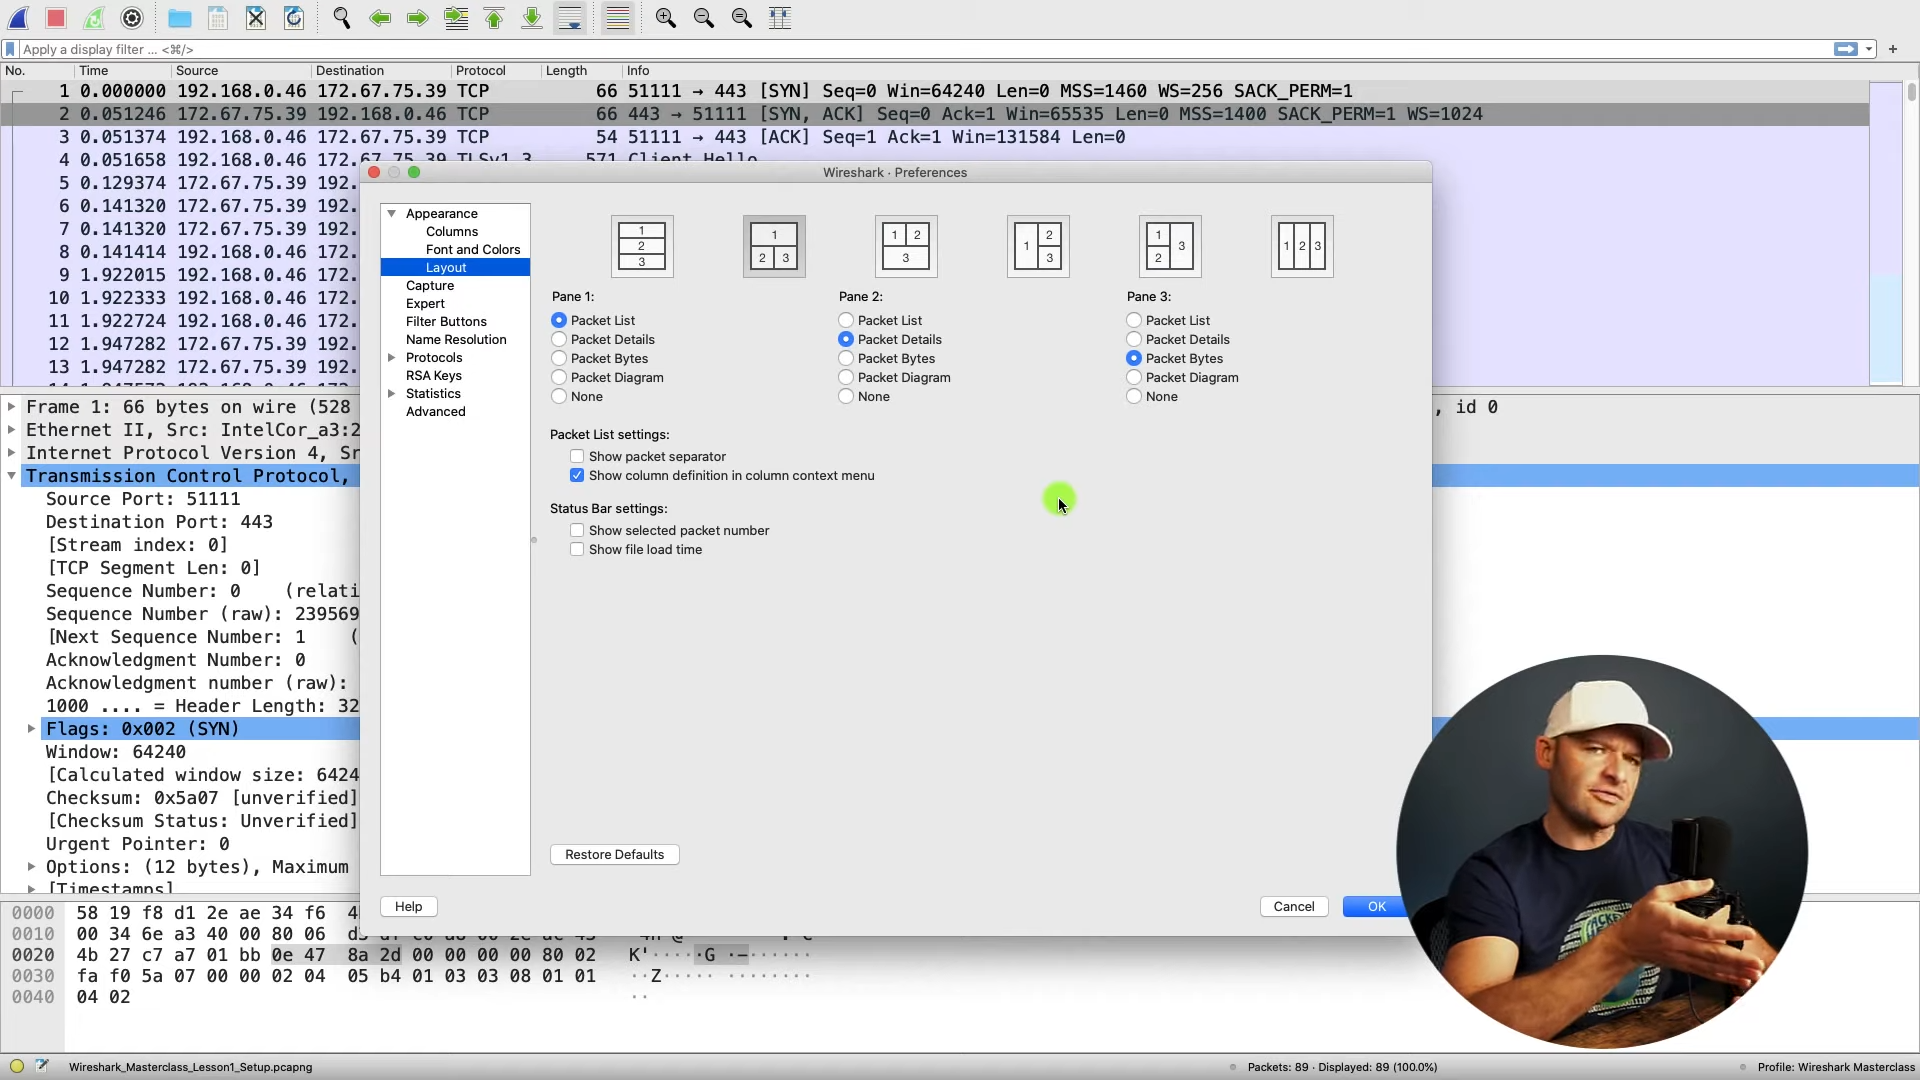 Apply a display filter ... <⌘/>
No. Time Source Destination Protocol Length Info
1 0.000000 192.168.0.46 172.67.75.39 TCP 66 51111 → 443 [SYN] Seq=0 Win=64240 Len=0 MSS=1460 WS=256 SACK_PERM=1
2 0.051246 172.67.75.39 192.168.0.46 TCP 66 443 → 51111 [SYN, ACK] Seq=0 Ack=1 Win=65535 Len=0 MSS=1400 SACK_PERM=1 WS=1024
3 0.051374 192.168.0.46 172.67.75.39 TCP 54 51111 → 443 [ACK] Seq=1 Ack=1 Win=131584 Len=0
4 0.051658 192.168.0.46 172.67.75.39 TLSv1.3 571 Client Hello
5 0.129374 172.67.75.39 192.
6 0.141320 172.67.75.39 192.
7 0.141320 172.67.75.39 192.
8 0.141414 192.168.0.46 172.
9 1.922015 192.168.0.46 172.
10 1.922333 192.168.0.46 172.
11 1.922724 192.168.0.46 172.
12 1.947282 172.67.75.39 192.
13 1.947282 172.67.75.39 192.
Wireshark · Preferences
Appearance
Columns
Font and Colors
Layout
Capture
Expert
Filter Buttons
Name Resolution
Protocols
RSA Keys
Statistics
Advanced
1 2 3
1 2 3
1 2 3
1 2 3
1 2 3
1 2 3
Pane 1: Pane 2: Pane 3:
Packet List Packet List Packet List
Packet Details Packet Details Packet Details
Packet Bytes Packet Bytes Packet Bytes
Packet Diagram Packet Diagram Packet Diagram
None None None
Packet List settings:
Show packet separator
Show column definition in column context menu
Status Bar settings:
Show selected packet number
Show file load time
Restore Defaults
Help Cancel OK
Frame 1: 66 bytes on wire (528 , id 0
Ethernet II, Src: IntelCor_a3:2
Internet Protocol Version 4, Sr
Transmission Control Protocol,
Source Port: 51111
Destination Port: 443
[Stream index: 0]
[TCP Segment Len: 0]
Sequence Number: 0 (relati
Sequence Number (raw): 239569
[Next Sequence Number: 1 (
Acknowledgment Number: 0
Acknowledgment number (raw):
1000 .... = Header Length: 32
Flags: 0x002 (SYN)
Window: 64240
[Calculated window size: 6424
Checksum: 0x5a07 [unverified]
[Checksum Status: Unverified]
Urgent Pointer: 0
Options: (12 bytes), Maximum
[Timestamps]
0000 58 19 f8 d1 2e ae 34 f6
0010 00 34 6e a3 40 00 80 06
0020 4b 27 c7 a7 01 bb 0e 47 8a 2d 00 00 00 00 80 02 K'·····G ·-······
0030 fa f0 5a 07 00 00 02 04 05 b4 01 03 03 08 01 01 ··Z····· ········
0040 04 02 ··
Wireshark_Masterclass_Lesson1_Setup.pcapng Packets: 89 · Displayed: 89 (100.0%) Profile: Wireshark Masterclass